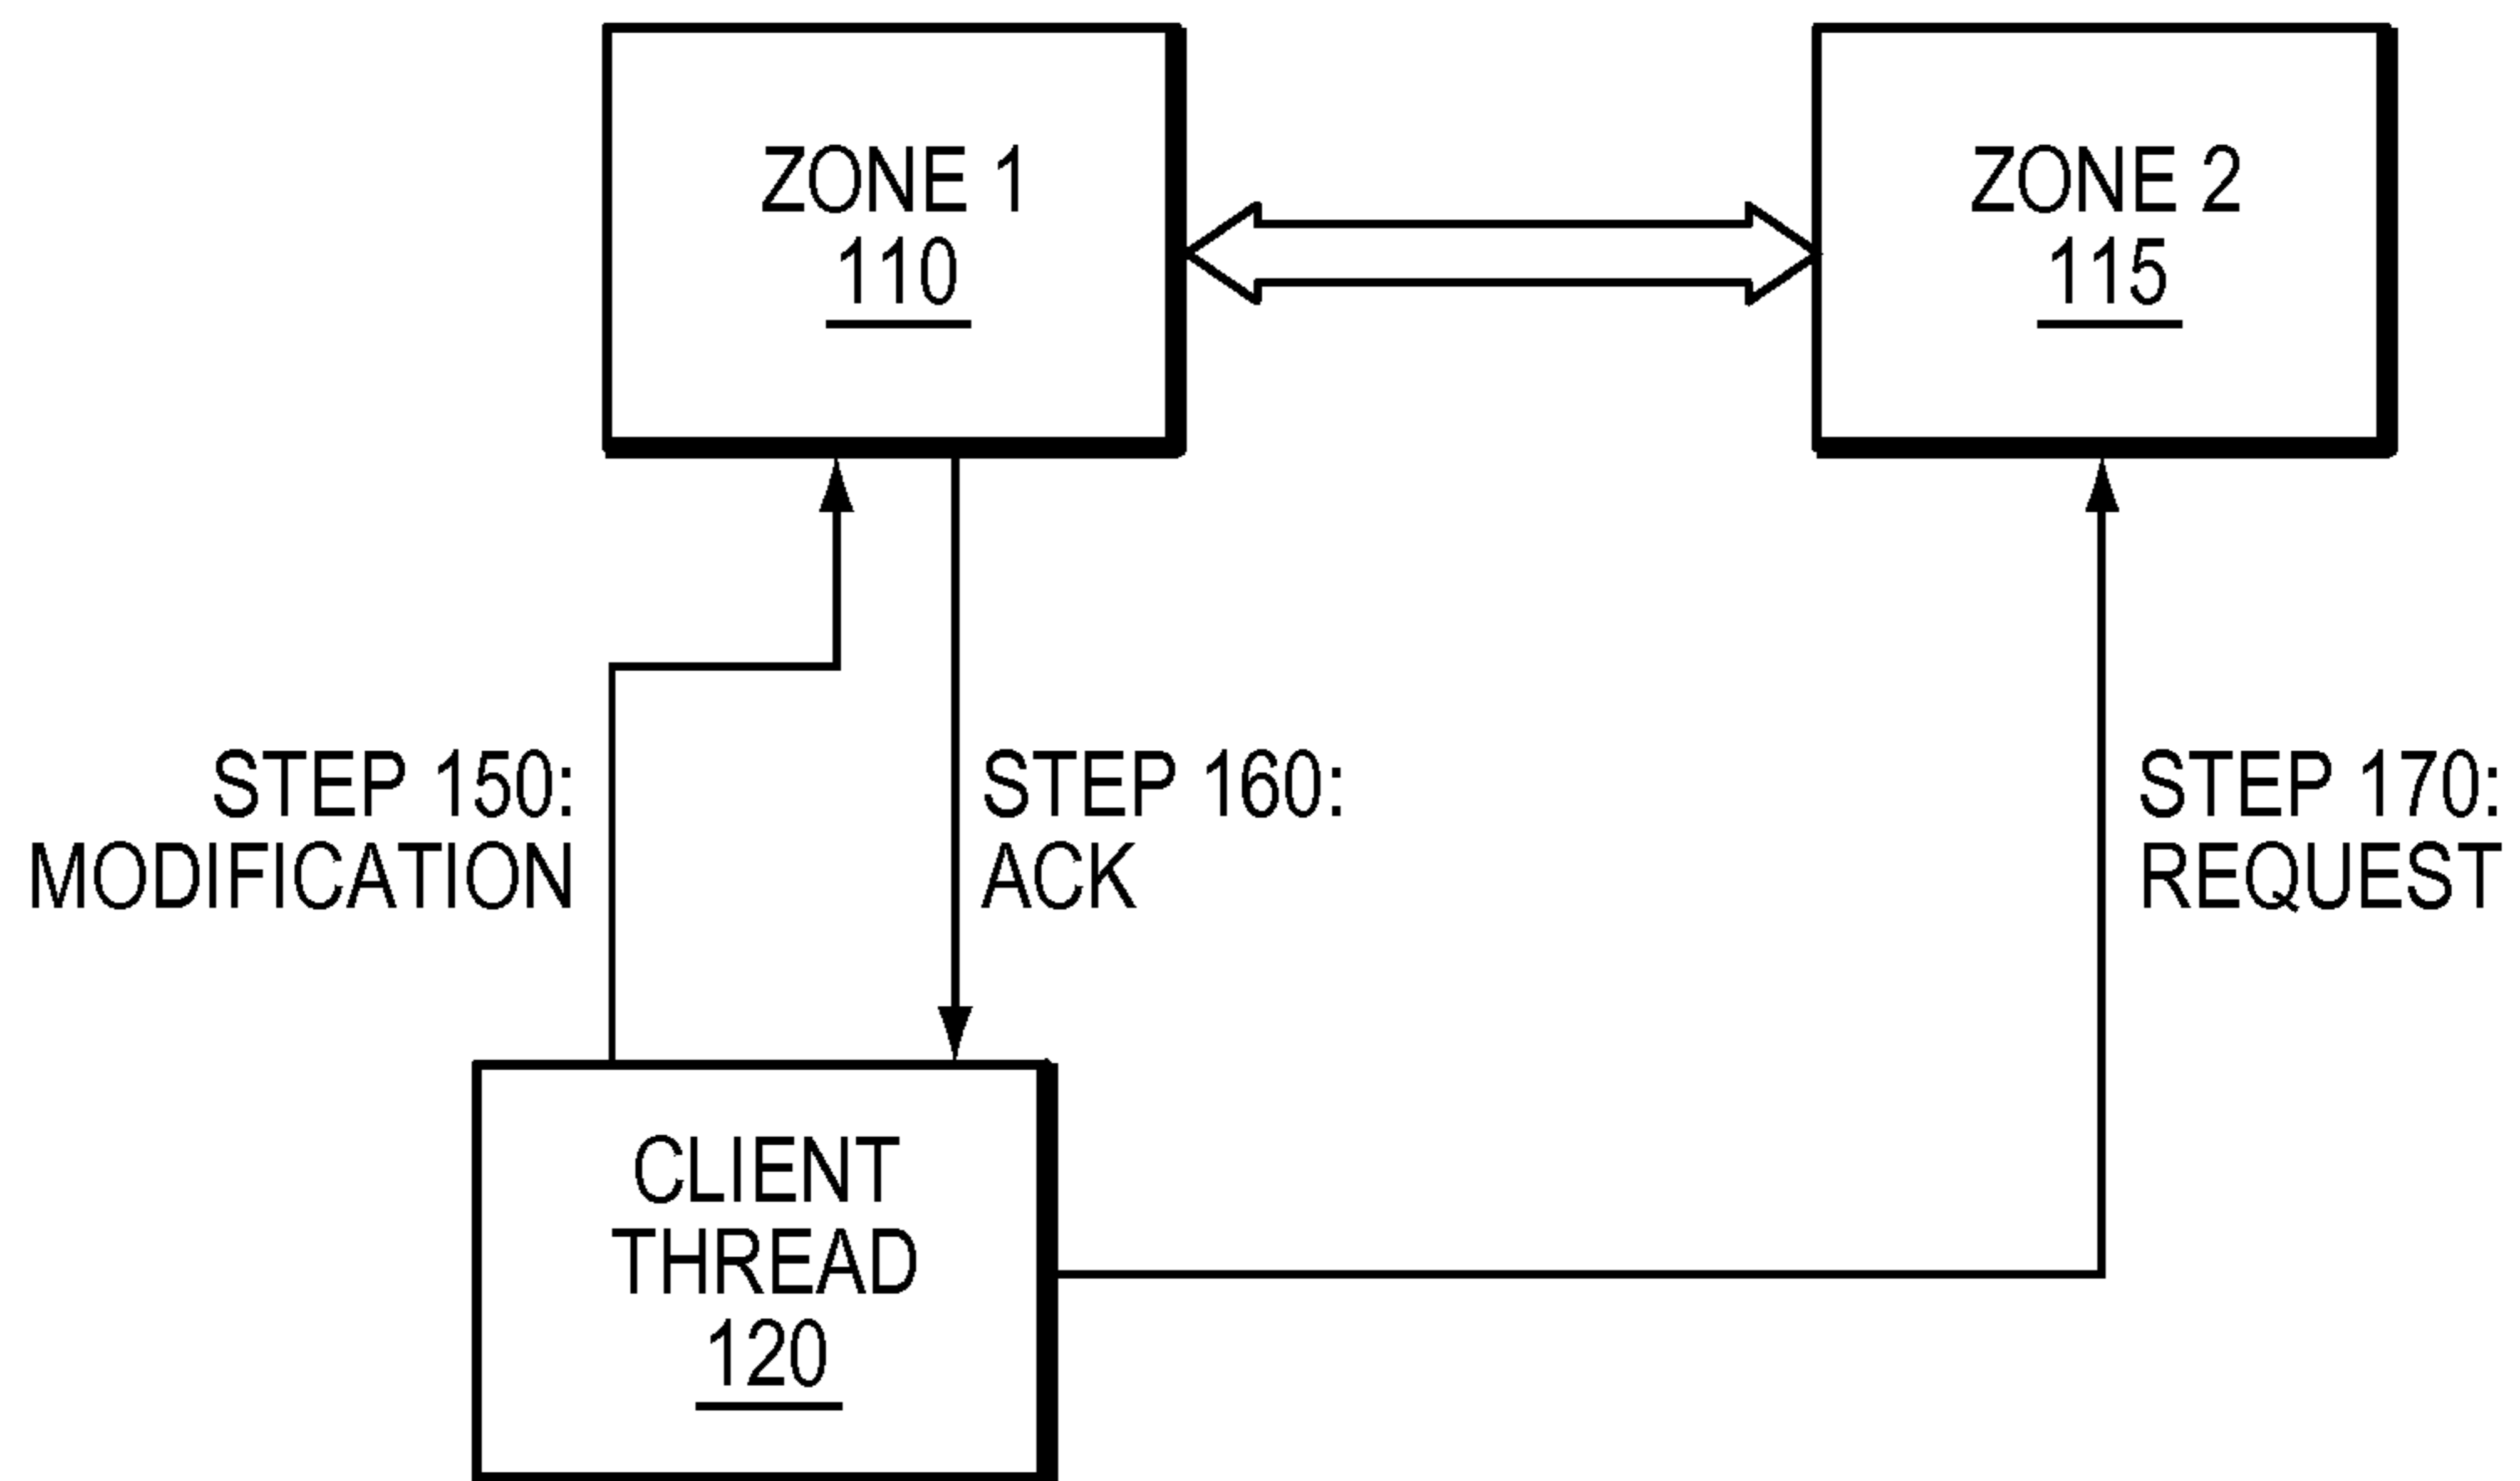 ZONE 1
110
ZONE 2
115
STEP 150:
MODIFICATION
STEP 160:
ACK
STEP 170:
REQUEST
CLIENT
THREAD
120